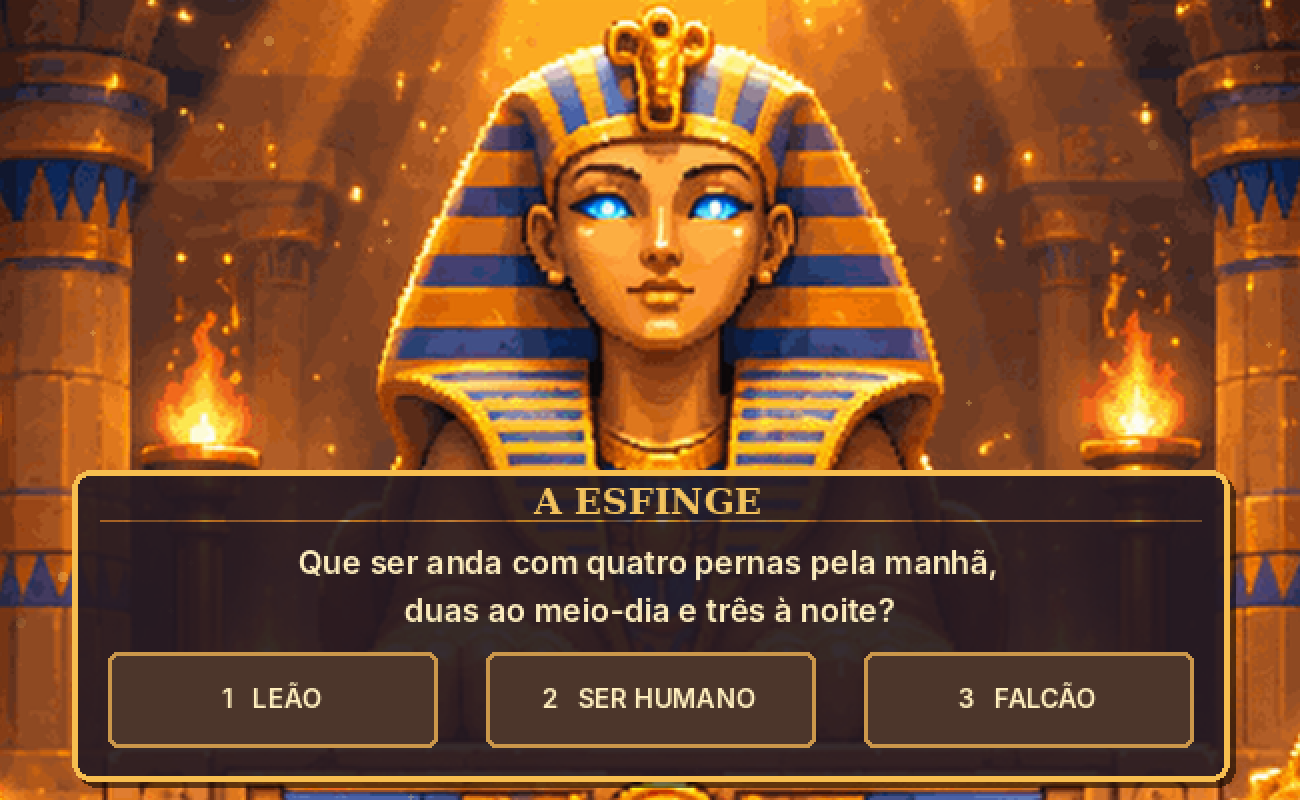 A ESFINGE
Que ser anda com quatro pernas pela manhã,
duas ao meio-dia e três à noite?
1 LEÃO
2 SER HUMANO
3 FALCÃO